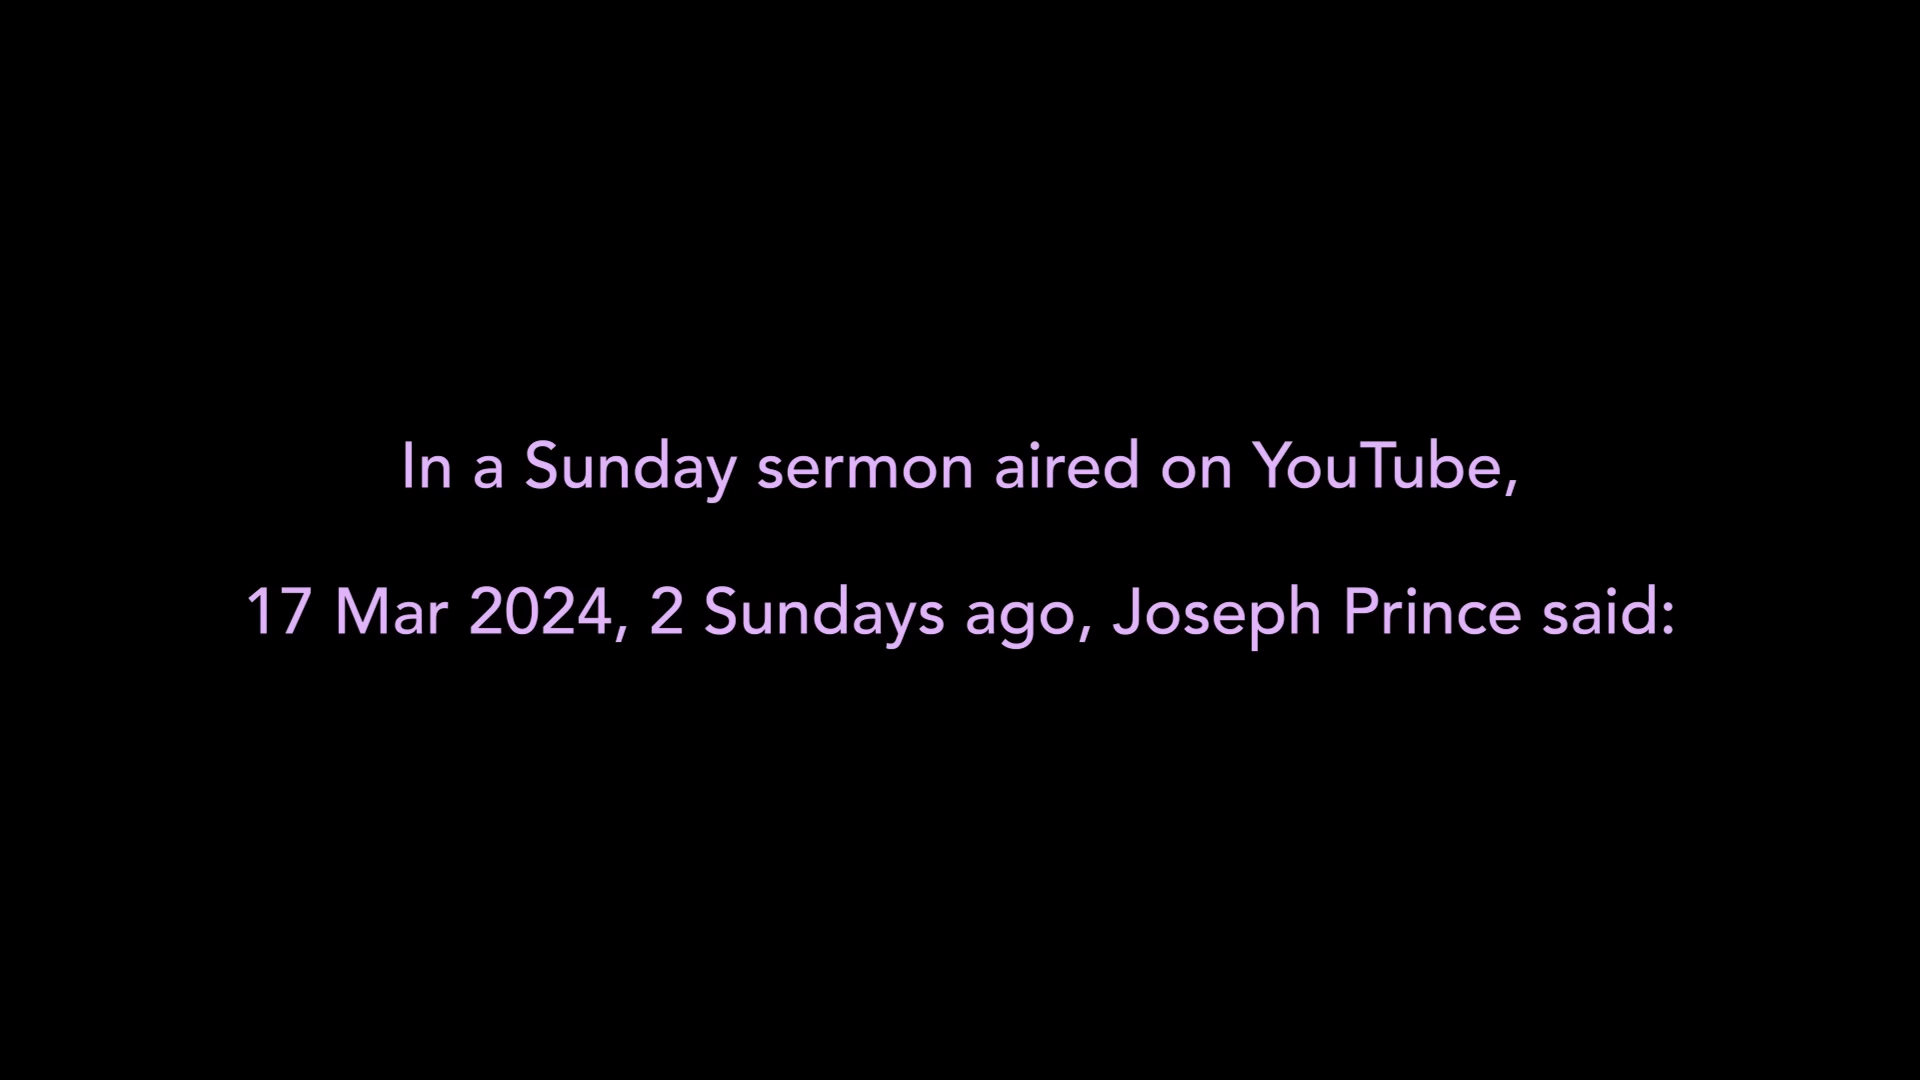 In a Sunday sermon aired on YouTube,
17 Mar 2024, 2 Sundays ago, Joseph Prince said: